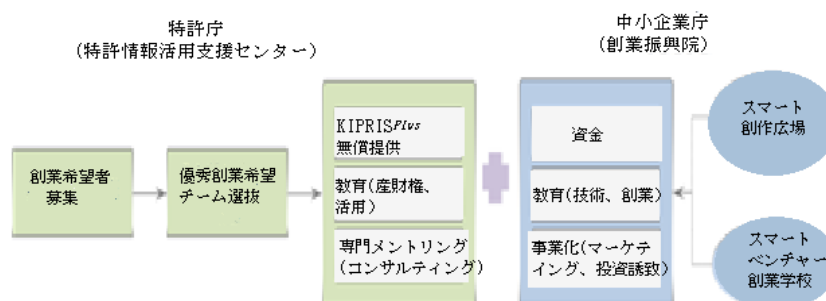 特許庁
(特許情報活用支援センター)
中小企業庁
(創業振興院)
創業希望者
募集
優秀創業希望
チーム選抜
KIPRISPlus
無償提供
教育(産財権、
活用)
専門メントリング
(コンサルティング)
資金
教育(技術、創業)
事業化(マーケテ
ィング、投資誘致)
スマート
創作広場
スマート
ベンチャー
創業学校